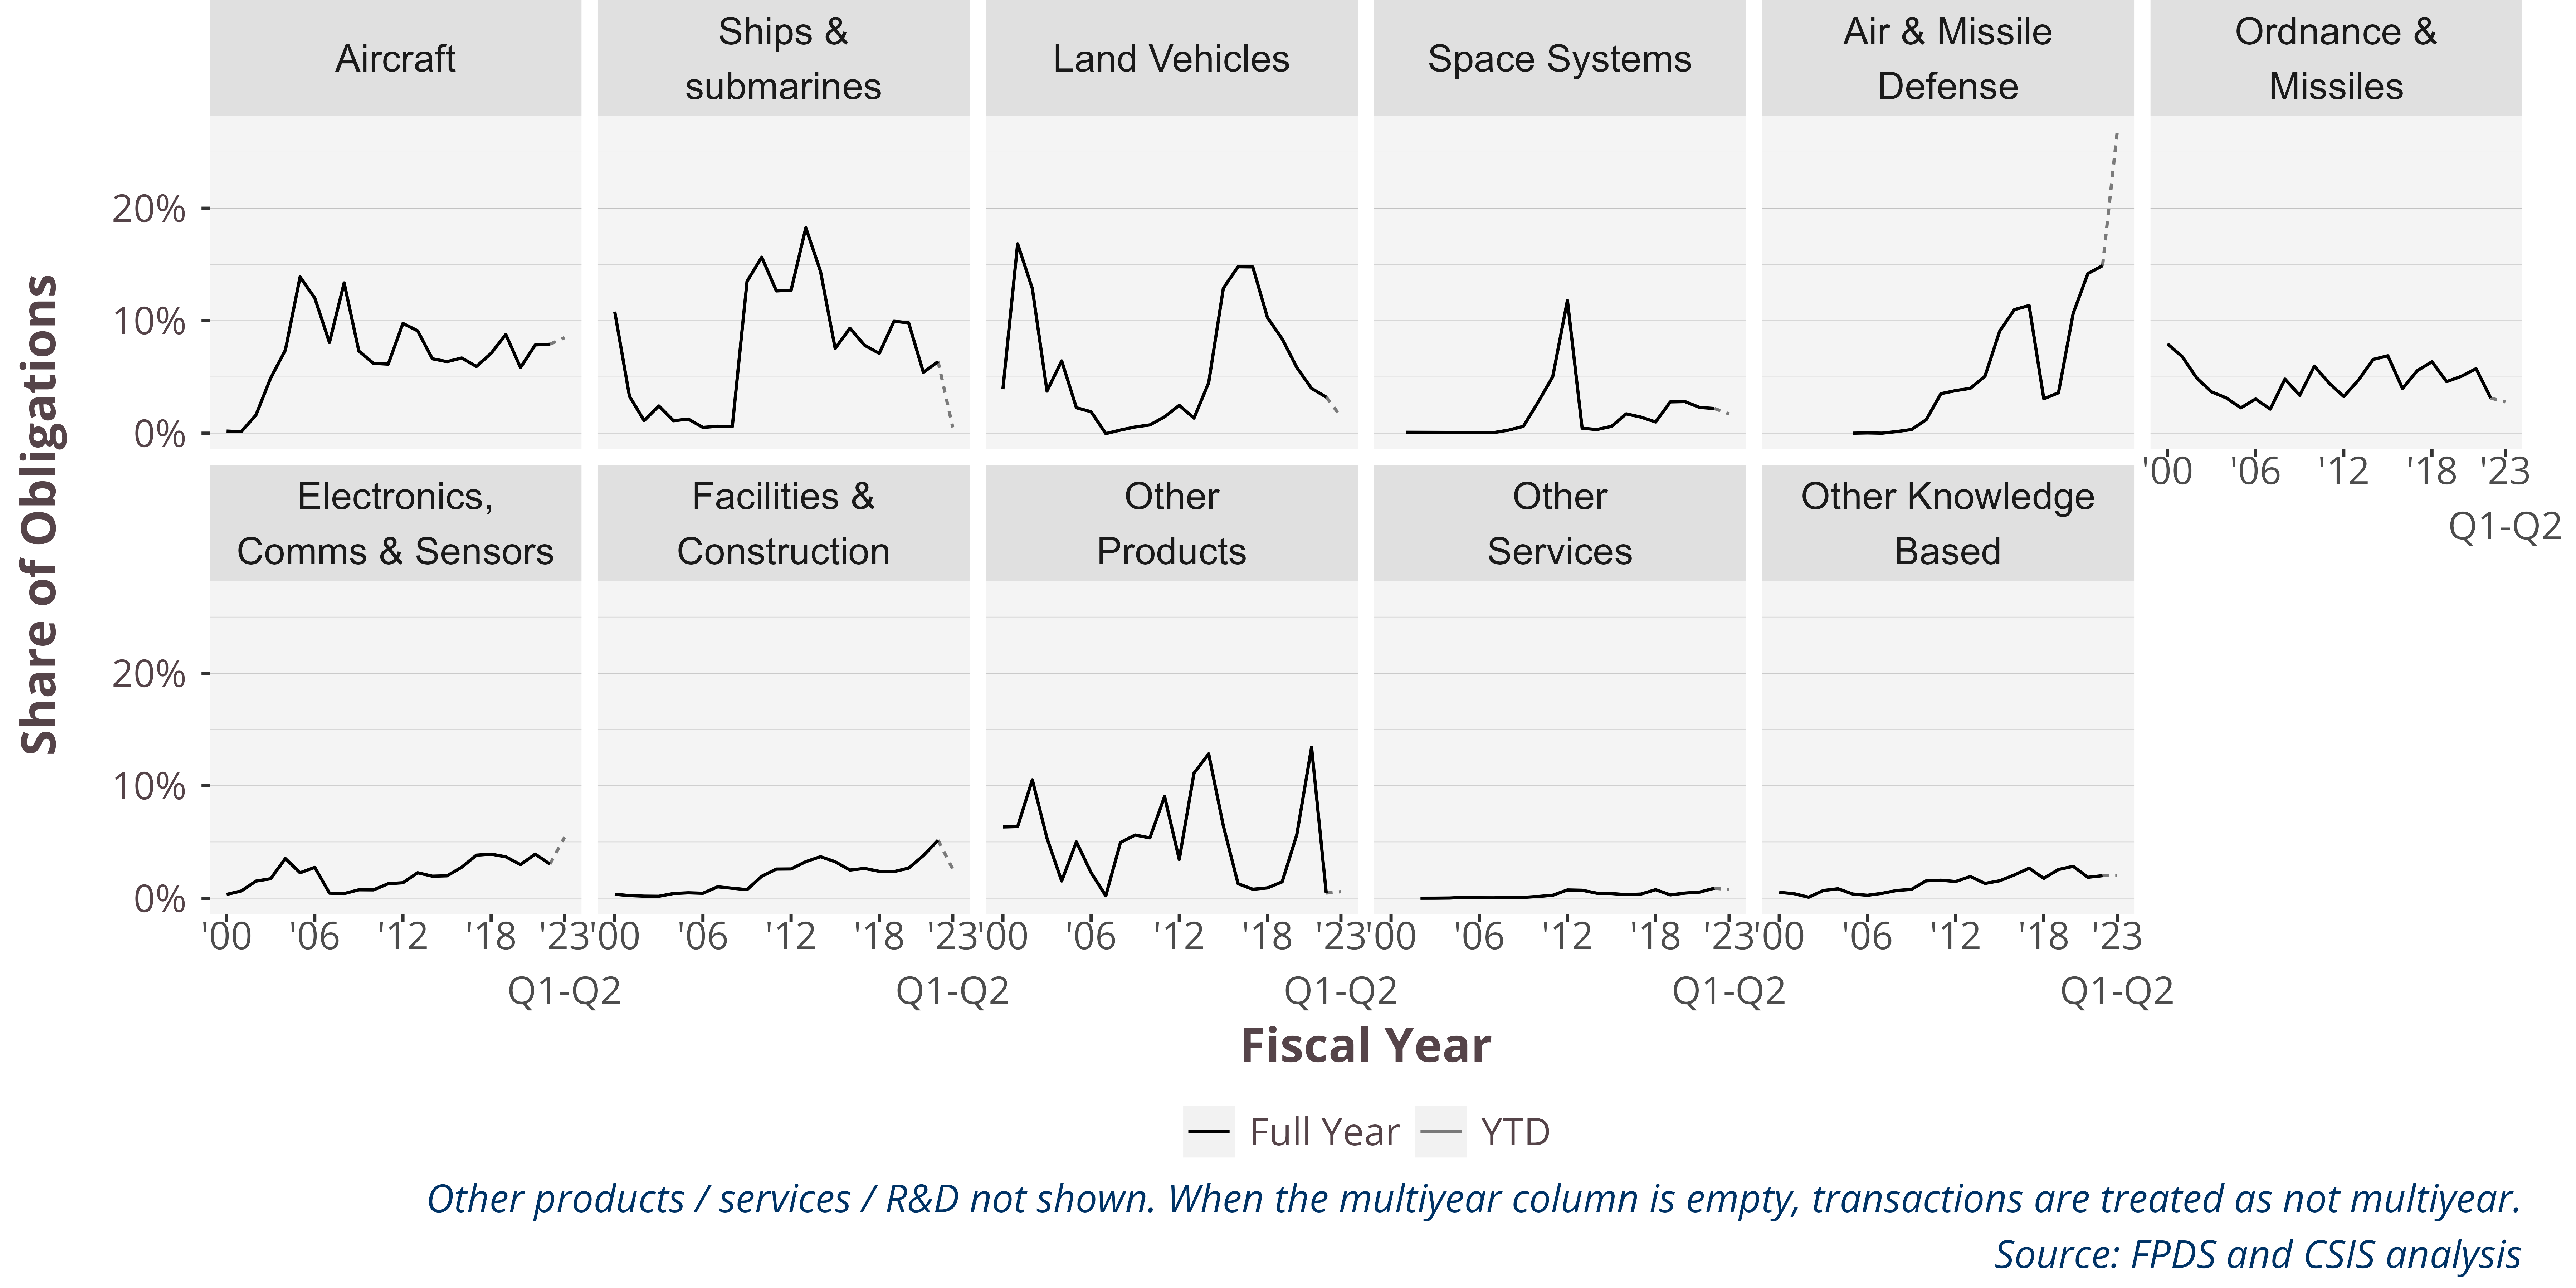 Aircraft
Ships &
submarines
Land Vehicles
Space Systems
Air & Missile
Defense
Ordnance &
Missiles
20%
10%
0%
'00 '06 '12 '18 '23
Q1-Q2
Electronics,
Comms & Sensors
Facilities &
Construction
Other
Products
Other
Services
Other Knowledge
Based
20%
10%
0%
'00 '06 '12 '18 '23
Q1-Q2
'00 '06 '12 '18 '23
Q1-Q2
'00 '06 '12 '18 '23
Q1-Q2
'00 '06 '12 '18 '23
Q1-Q2
'00 '06 '12 '18 '23
Q1-Q2
Share of Obligations
Fiscal Year
Full Year
YTD
Other products / services / R&D not shown. When the multiyear column is empty, transactions are treated as not multiyear.
Source: FPDS and CSIS analysis